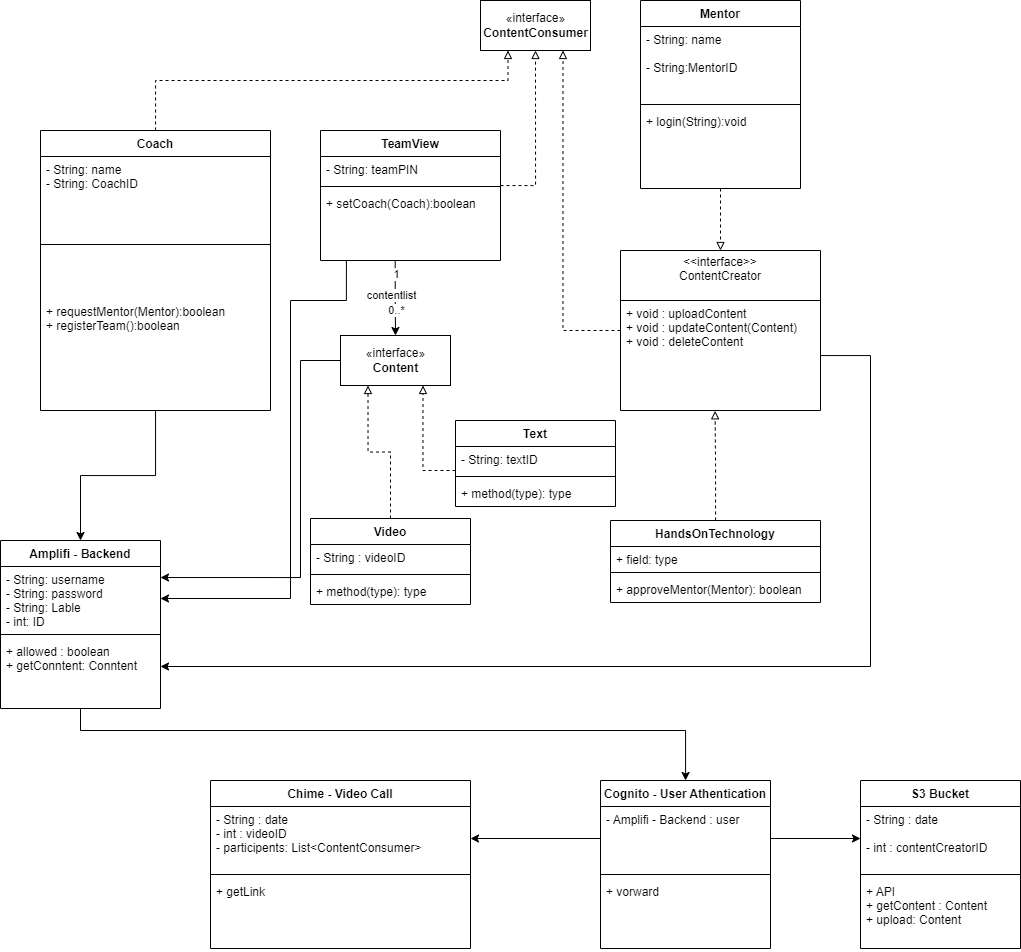 «interface»
ContentConsumer
Mentor
- String: name
- String:MentorID
+ login(String):void
Coach
- String: name
- String: CoachID
+ requestMentor(Mentor):boolean
+ registerTeam():boolean
TeamView
- String: teamPIN
+ setCoach(Coach):boolean
1
contentlist
0..*
<<interface>>
ContentCreator
+ void : uploadContent
+ void : updateContent(Content)
+ void : deleteContent
«interface»
Content
Text
- String: textID
+ method(type): type
Video
- String : videoID
+ method(type): type
HandsOnTechnology
+ field: type
+ approveMentor(Mentor): boolean
Amplifi - Backend
- String: username
- String: password
- String: Lable
- int: ID
+ allowed : boolean
+ getConntent: Conntent
Chime - Video Call
- String : date
- int : videoID
- participents: List<ContentConsumer>
+ getLink
Cognito - User Athentication
- Amplifi - Backend : user
+ vorward
S3 Bucket
- String : date
- int : contentCreatorID
+ API
+ getContent : Content
+ upload: Content